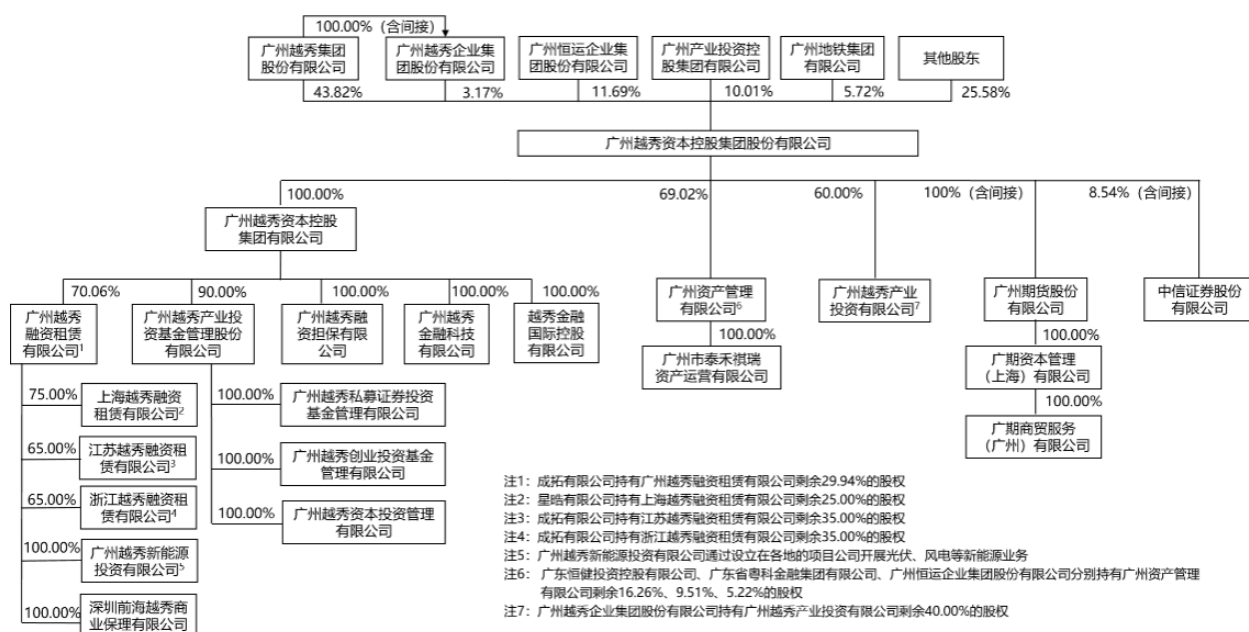 100.00%（含间接）
广州越秀集团
股份有限公司
广州越秀企业集
团股份有限公司
广州恒运企业集
团股份有限公司
广州产业投资控
股集团有限公司
广州地铁集团
有限公司
其他股东
43.82%
3.17%
11.69%
10.01%
5.72%
25.58%
广州越秀资本控股集团股份有限公司
100.00%
69.02%
60.00%
100%（含间接）
8.54%（含间接）
广州越秀资本控股
集团有限公司
广州资产管理
有限公司6
广州越秀产业
投资有限公司7
广州期货股份
有限公司
中信证券股份
有限公司
70.06%
90.00%
100.00%
100.00%
100.00%
广州越秀
融资租赁
有限公司1
广州越秀产业投
资基金管理股份
有限公司
广州越秀融
资担保有限
公司
广州越秀
金融科技
有限公司
越秀金融
国际控股
有限公司
100.00%
广州市泰禾祺瑞
资产运营有限公司
100.00%
广期资本管理
（上海）有限公司
100.00%
广期商贸服务
（广州）有限公司
75.00%
上海越秀融资
租赁有限公司2
65.00%
江苏越秀融资租
赁有限公司3
65.00%
浙江越秀融资租
赁有限公司4
100.00%
广州越秀新能源
投资有限公司5
100.00%
深圳前海越秀商
业保理有限公司
100.00%
广州越秀私募证券投资
基金管理有限公司
100.00%
广州越秀创业投资基金
管理有限公司
100.00%
广州越秀资本投资管理
有限公司
注1：成拓有限公司持有广州越秀融资租赁有限公司剩余29.94%的股权
注2：星皓有限公司持有上海越秀融资租赁有限公司剩余25.00%的股权
注3：成拓有限公司持有江苏越秀融资租赁有限公司剩余35.00%的股权
注4：成拓有限公司持有浙江越秀融资租赁有限公司剩余35.00%的股权
注5：广州越秀新能源投资有限公司通过设立在各地的项目公司开展光伏、风电等新能源业务
注6： 广东恒健投资控股有限公司、广东省粤科金融集团有限公司、广州恒运企业集团股份有限公司分别持有广州资产管理
有限公司剩余16.26%、9.51%、5.22%的股权
注7：广州越秀企业集团股份有限公司持有广州越秀产业投资有限公司剩余40.00%的股权